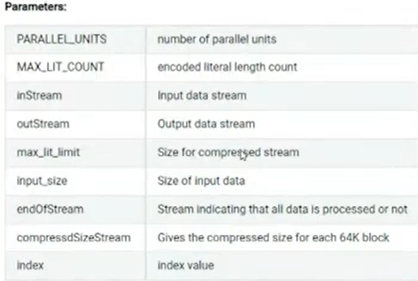 Parameters:
PARALLEL_UNITS number of parallel units
MAX_LIT_COUNT encoded literal length count
inStream Input data stream
outStream Output data stream
max_lit_limit Size for compressed stream
input_size Size of input data
endOfStream Stream indicating that all data is processed or not
compressdSizeStream Gives the compressed size for each 64K block
index index value